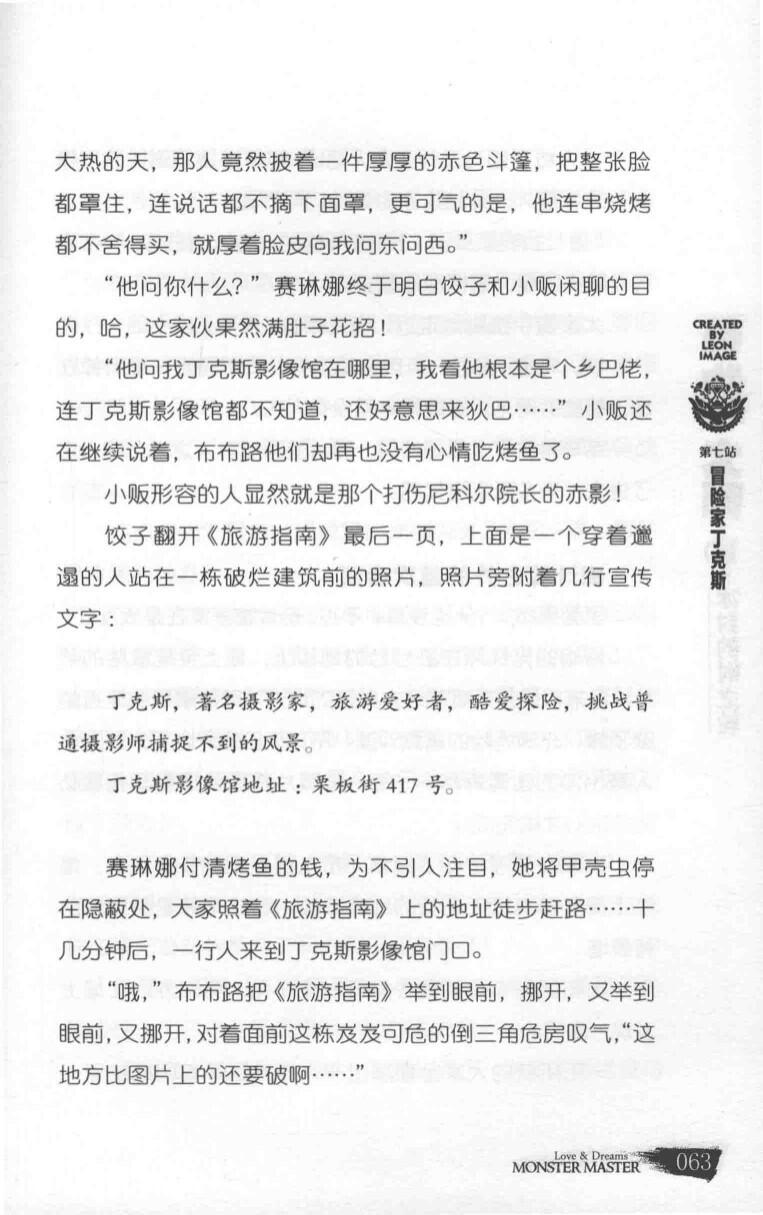 大热的天，那人竟然披着一件厚厚的赤色斗篷，把整张脸
都罩住，连说话都不摘下面罩，更可气的是，他连串烧烤
都不舍得买，就厚着脸皮向我问东问西。”
“他问你什么？”赛琳娜终于明白饺子和小贩闲聊的目
的，哈，这家伙果然满肚子花招！
“他问我丁克斯影像馆在哪里，我看他根本是个乡巴佬，
连丁克斯影像馆都不知道，还好意思来狄巴……”小贩还
在继续说着，布布路他们却再也没有心情吃烤鱼了。
小贩形容的人显然就是那个打伤尼科尔院长的赤影！
饺子翻开《旅游指南》最后一页，上面是一个穿着邋
遢的人站在一栋破烂建筑前的照片，照片旁附着几行宣传
文字：
丁克斯，著名摄影家，旅游爱好者，酷爱探险，挑战普
通摄影师捕捉不到的风景。
丁克斯影像馆地址：栗板街 417 号。
赛琳娜付清烤鱼的钱，为不引人注目，她将甲壳虫停
在隐蔽处，大家照着《旅游指南》上的地址徒步赶路……十
几分钟后，一行人来到丁克斯影像馆门口。
“哦，”布布路把《旅游指南》举到眼前，挪开，又举到
眼前，又挪开，对着面前这栋岌岌可危的倒三角危房叹气，“这
地方比图片上的还要破啊……”
CREATED
BY
LEON
IMAGE
第七站
冒险家丁克斯
Love & Dreams
MONSTER MASTER
063